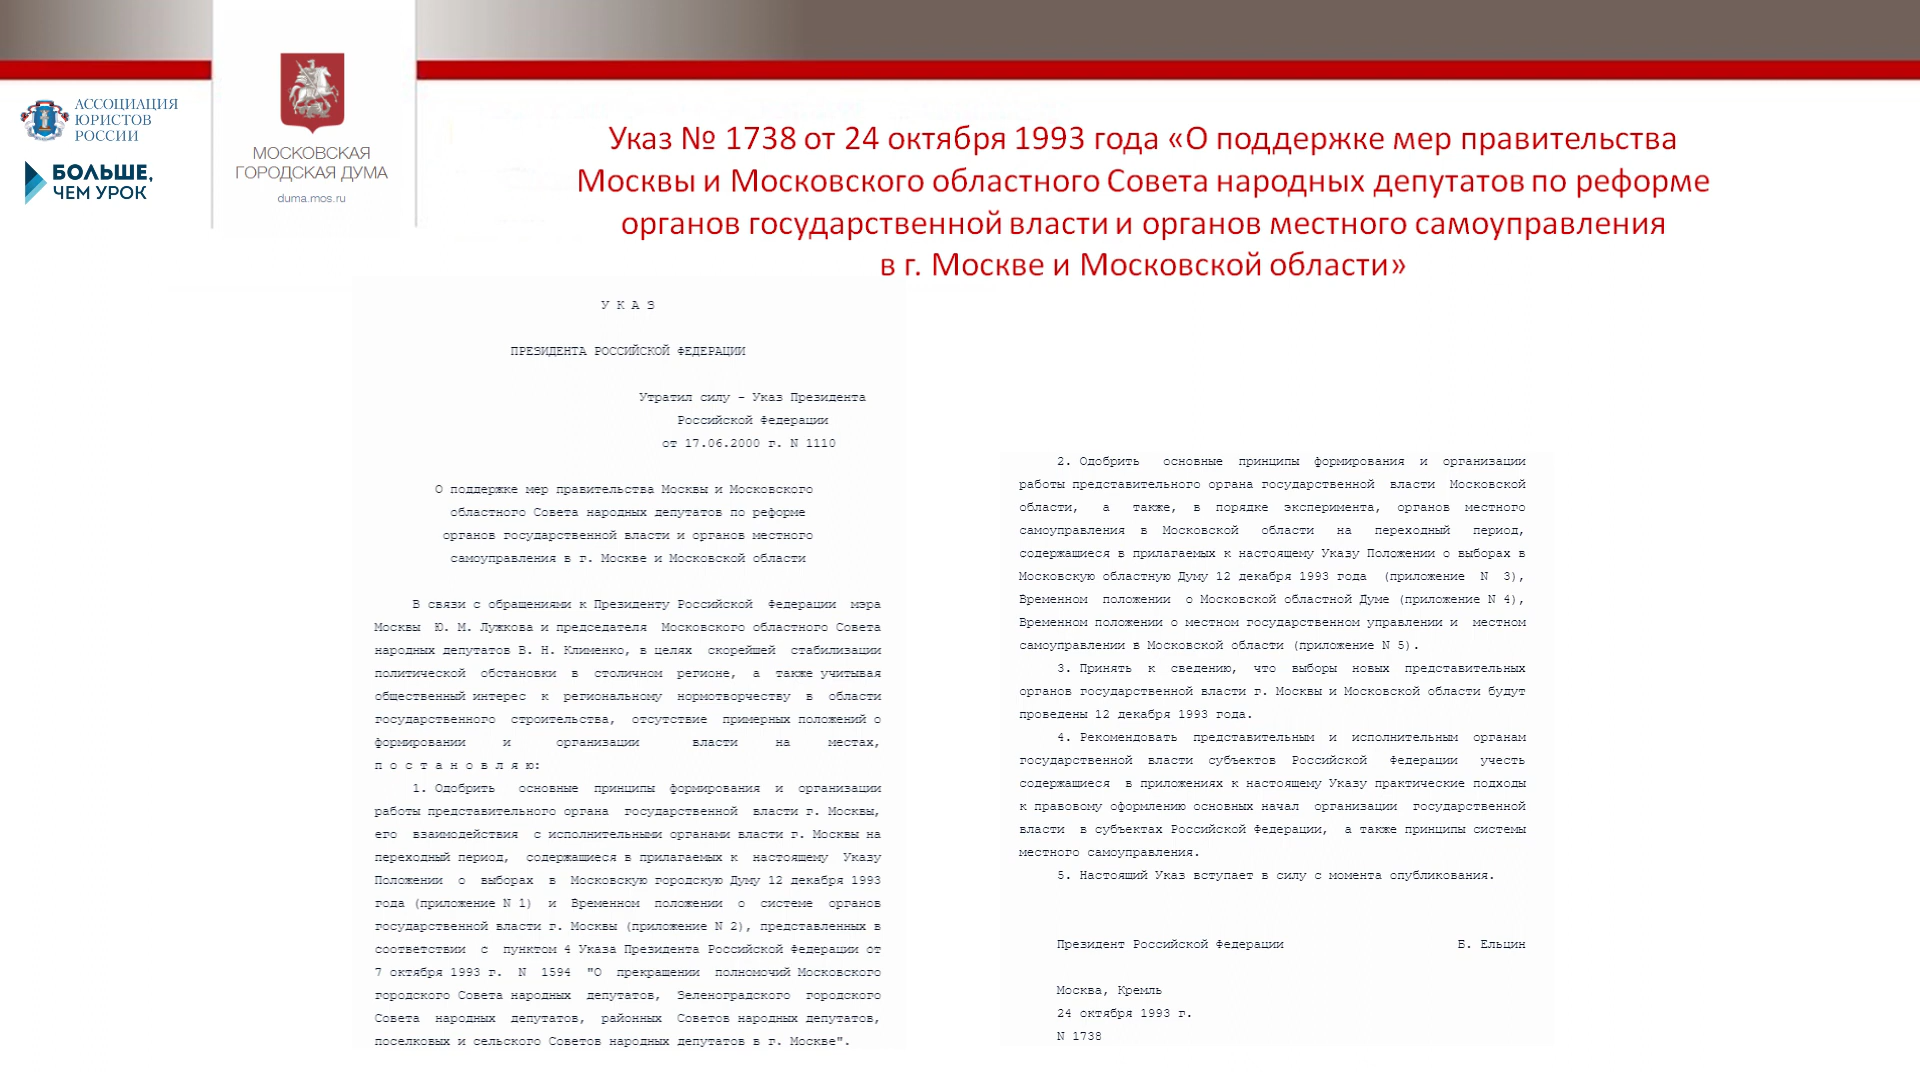 АССОЦИАЦИЯ
ЮРИСТОВ
РОССИИ
БОЛЬШЕ,
ЧЕМ УРОК
МОСКОВСКАЯ
ГОРОДСКАЯ ДУМА
duma.mos.ru
Указ № 1738 от 24 октября 1993 года «О поддержке мер правительства
Москвы и Московского областного Совета народных депутатов по реформе
органов государственной власти и органов местного самоуправления
в г. Москве и Московской области»
У К А З
ПРЕЗИДЕНТА РОССИЙСКОЙ ФЕДЕРАЦИИ
Утратил силу - Указ Президента
Российской Федерации
от 17.06.2000 г. N 1110
О поддержке мер правительства Москвы и Московского
областного Совета народных депутатов по реформе
органов государственной власти и органов местного
самоуправления в г. Москве и Московской области
В связи с обращениями к Президенту Российской Федерации мэра
Москвы Ю. М. Лужкова и председателя Московского областного Совета
народных депутатов В. Н. Клименко, в целях скорейшей стабилизации
политической обстановки в столичном регионе, а также учитывая
общественный интерес к региональному нормотворчеству в области
государственного строительства, отсутствие примерных положений о
формировании и организации власти на местах,
п о с т а н о в л я ю:
1. Одобрить основные принципы формирования и организации
работы представительного органа государственной власти г. Москвы,
его взаимодействия с исполнительными органами власти г. Москвы на
переходный период, содержащиеся в прилагаемых к настоящему Указу
Положении о выборах в Московскую городскую Думу 12 декабря 1993
года (приложение N 1) и Временном положении о системе органов
государственной власти г. Москвы (приложение N 2), представленных в
соответствии с пунктом 4 Указа Президента Российской Федерации от
7 октября 1993 г. N 1594 "О прекращении полномочий Московского
городского Совета народных депутатов, Зеленоградского городского
Совета народных депутатов, районных Советов народных депутатов,
поселковых и сельского Советов народных депутатов в г. Москве".
2. Одобрить основные принципы формирования и организации
работы представительного органа государственной власти Московской
области, а также, в порядке эксперимента, органов местного
самоуправления в Московской области на переходный период,
содержащиеся в прилагаемых к настоящему Указу Положении о выборах в
Московскую областную Думу 12 декабря 1993 года (приложение N 3),
Временном положении о Московской областной Думе (приложение N 4),
Временном положении о местном государственном управлении и местном
самоуправлении в Московской области (приложение N 5).
3. Принять к сведению, что выборы новых представительных
органов государственной власти г. Москвы и Московской области будут
проведены 12 декабря 1993 года.
4. Рекомендовать представительным и исполнительным органам
государственной власти субъектов Российской Федерации учесть
содержащиеся в приложениях к настоящему Указу практические подходы
к правовому оформлению основных начал организации государственной
власти в субъектах Российской Федерации, а также принципы системы
местного самоуправления.
5. Настоящий Указ вступает в силу с момента опубликования.
Президент Российской Федерации Б. Ельцин
Москва, Кремль
24 октября 1993 г.
N 1738